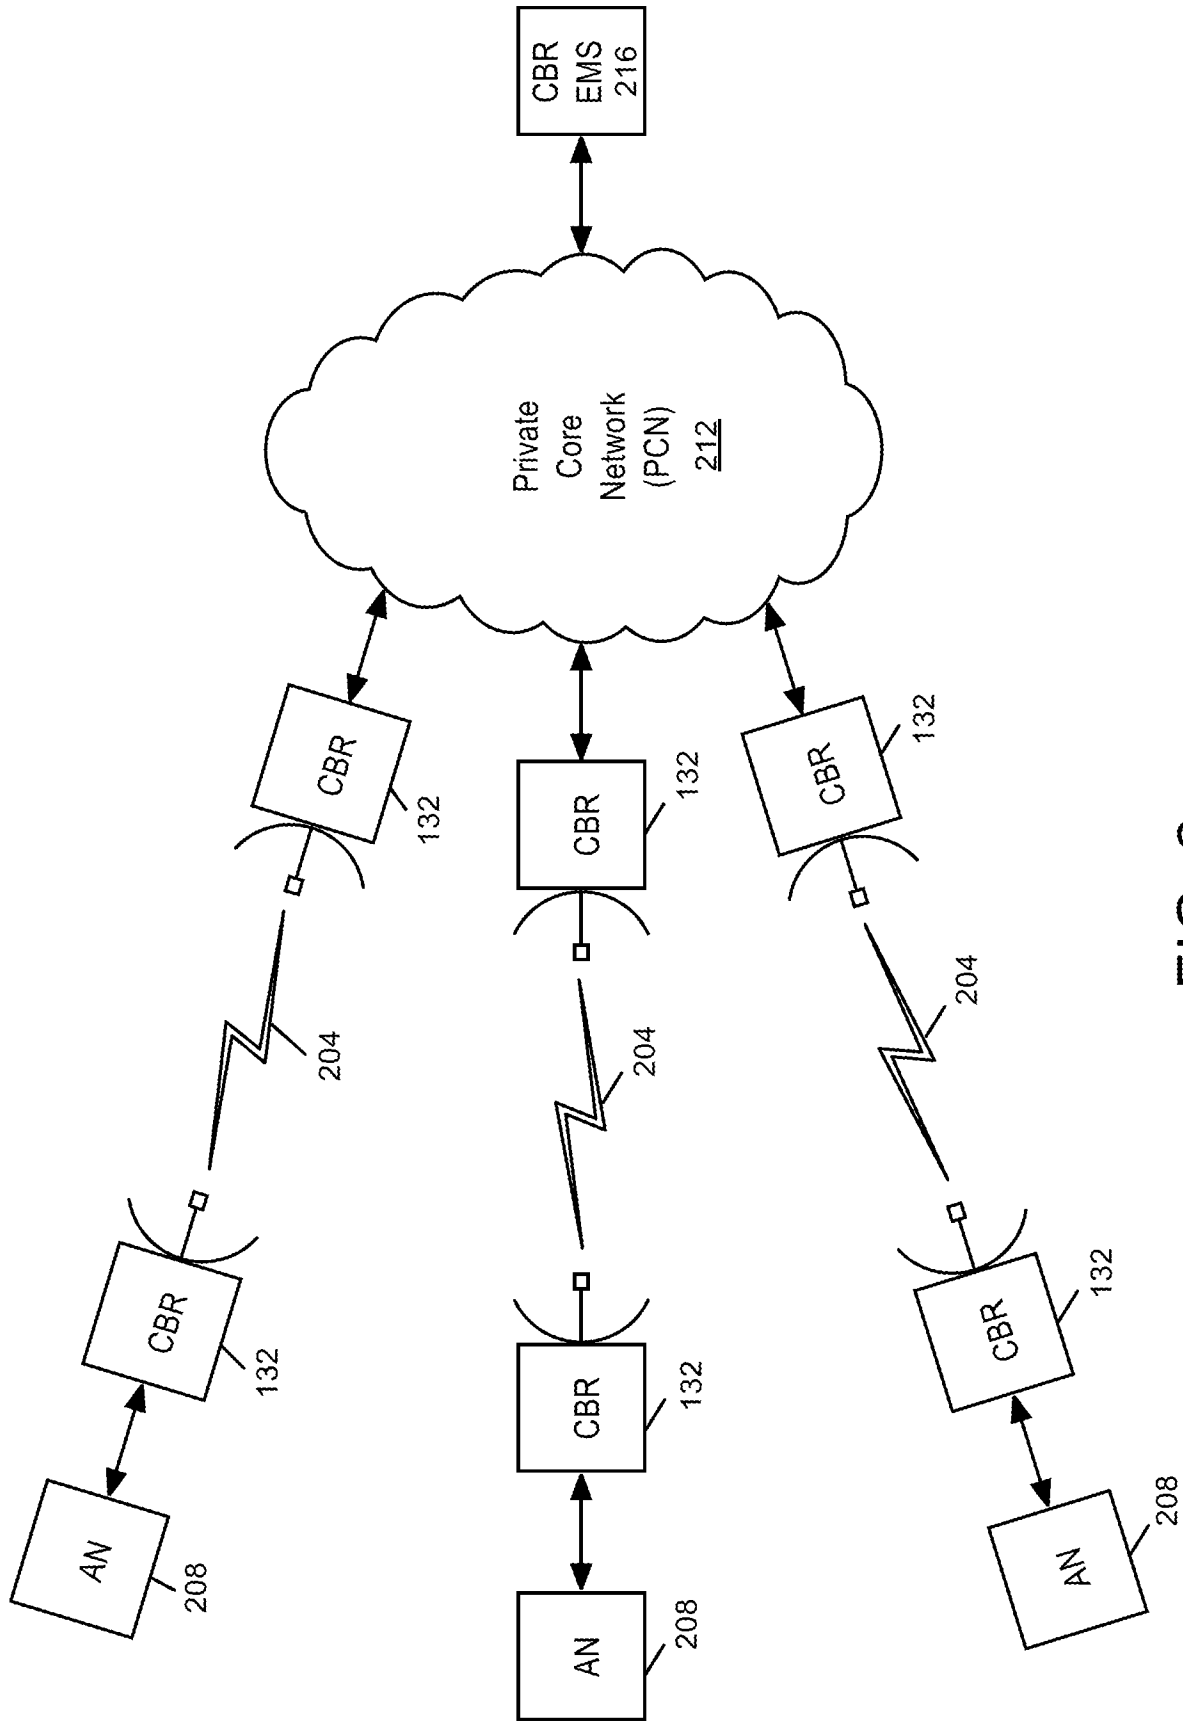 AN
208
CBR
132
204
CBR
132
AN
208
CBR
132
204
CBR
132
Private
Core
Network
(PCN)
212
CBR
EMS
216
AN
208
CBR
132
204
CBR
132